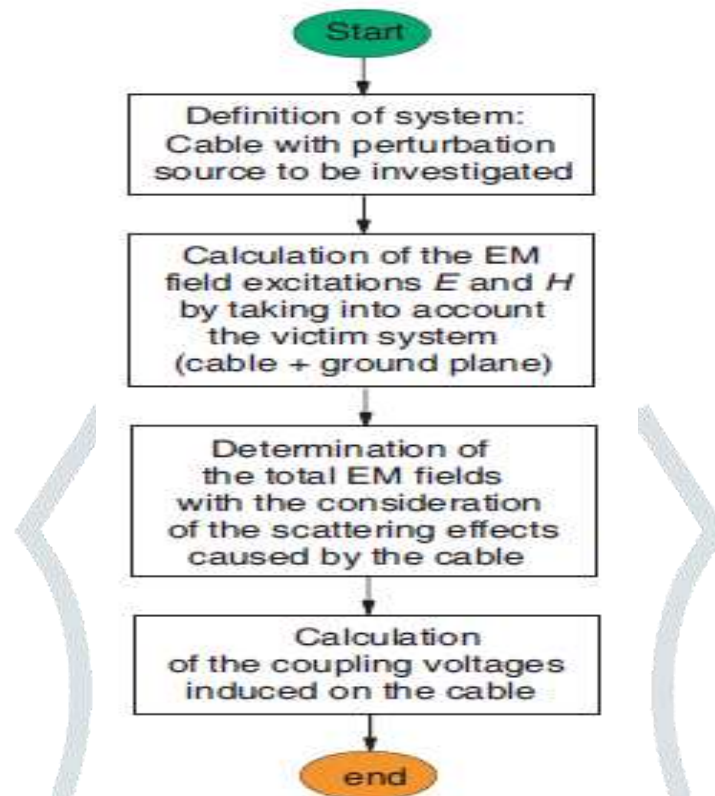 Start
Definition of system:
Cable with perturbation
source to be investigated
Calculation of the EM
field excitations E and H
by taking into account
the victim system
(cable + ground plane)
Determination of
the total EM fields
with the consideration
of the scattering effects
caused by the cable
Calculation
of the coupling voltages
induced on the cable
end